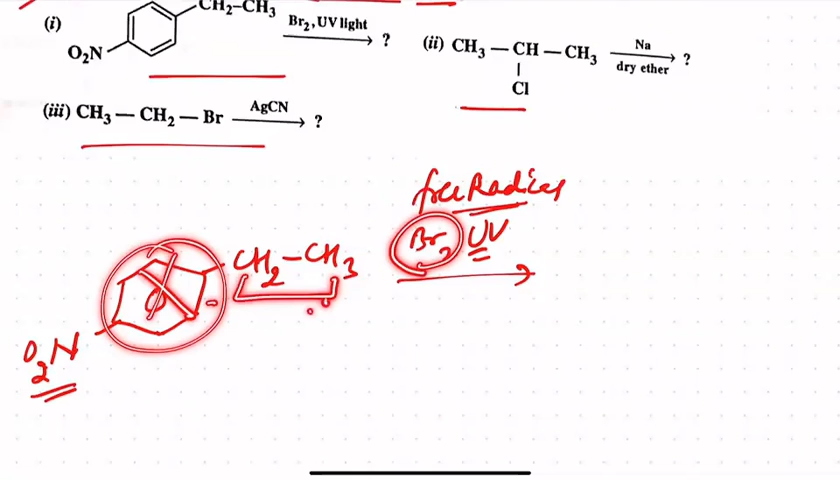 CH₂–CH₃
(i) O₂N Br₂, UV light ?
(ii) CH₃ — CH — CH₃ Na dry ether ?
Cl
(iii) CH₃ — CH₂ — Br AgCN ?
free Radical
Br₂ UV
CH₂–CH₃
O₂N